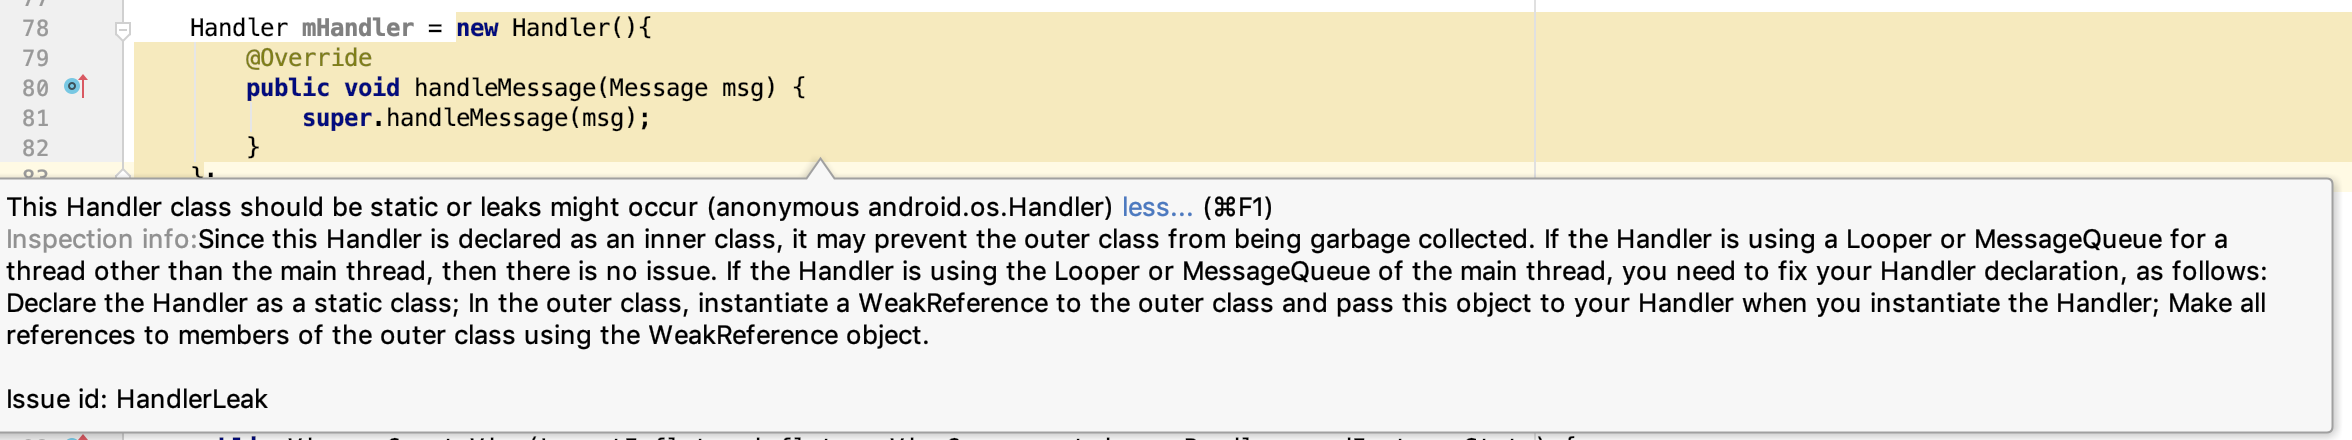 77
78 Handler mHandler = new Handler(){
79 @Override
80 public void handleMessage(Message msg) {
81 super.handleMessage(msg);
82 }
83 };
This Handler class should be static or leaks might occur (anonymous android.os.Handler) less... (⌘F1)
Inspection info:Since this Handler is declared as an inner class, it may prevent the outer class from being garbage collected. If the Handler is using a Looper or MessageQueue for a
thread other than the main thread, then there is no issue. If the Handler is using the Looper or MessageQueue of the main thread, you need to fix your Handler declaration, as follows:
Declare the Handler as a static class; In the outer class, instantiate a WeakReference to the outer class and pass this object to your Handler when you instantiate the Handler; Make all
references to members of the outer class using the WeakReference object.
Issue id: HandlerLeak